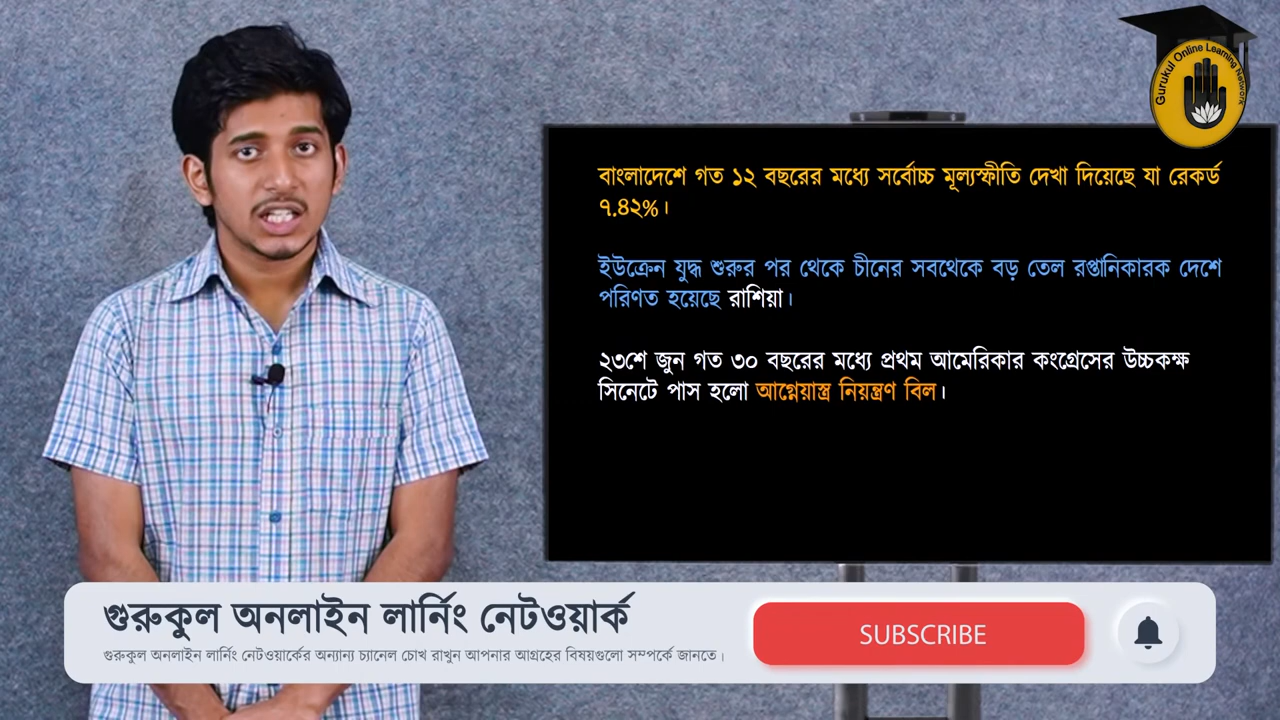 Gurukul Online Learning Network
বাংলাদেশে গত ১২ বছরের মধ্যে সর্বোচ্চ মূল্যস্ফীতি দেখা দিয়েছে যা রেকর্ড
৭.৪২%।
ইউক্রেন যুদ্ধ শুরুর পর থেকে চীনের সবথেকে বড় তেল রপ্তানিকারক দেশে
পরিণত হয়েছে রাশিয়া।
২৩শে জুন গত ৩০ বছরের মধ্যে প্রথম আমেরিকার কংগ্রেসের উচ্চকক্ষ
সিনেটে পাস হলো আগ্নেয়াস্ত্র নিয়ন্ত্রণ বিল।
গুরুকুল অনলাইন লার্নিং নেটওয়ার্ক
গুরুকুল অনলাইন লার্নিং নেটওয়ার্কের অন্যান্য চ্যানেল চোখ রাখুন আপনার আগ্রহের বিষয়গুলো সম্পর্কে জানতে।
SUBSCRIBE